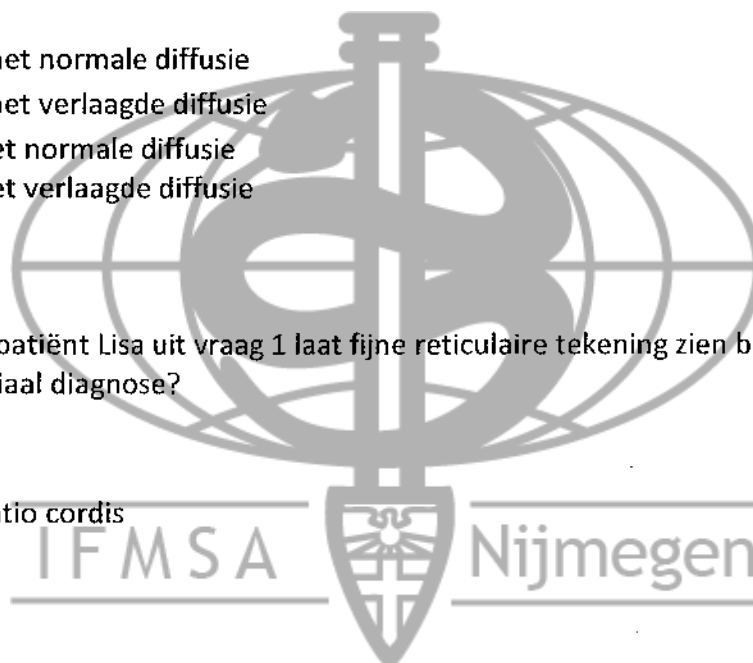 net normale diffusie
net verlaagde diffusie
et normale diffusie
et verlaagde diffusie
patiënt Lisa uit vraag 1 laat fijne reticulaire tekening zien b
iaal diagnose?
tio cordis
IFMSA Nijmegen